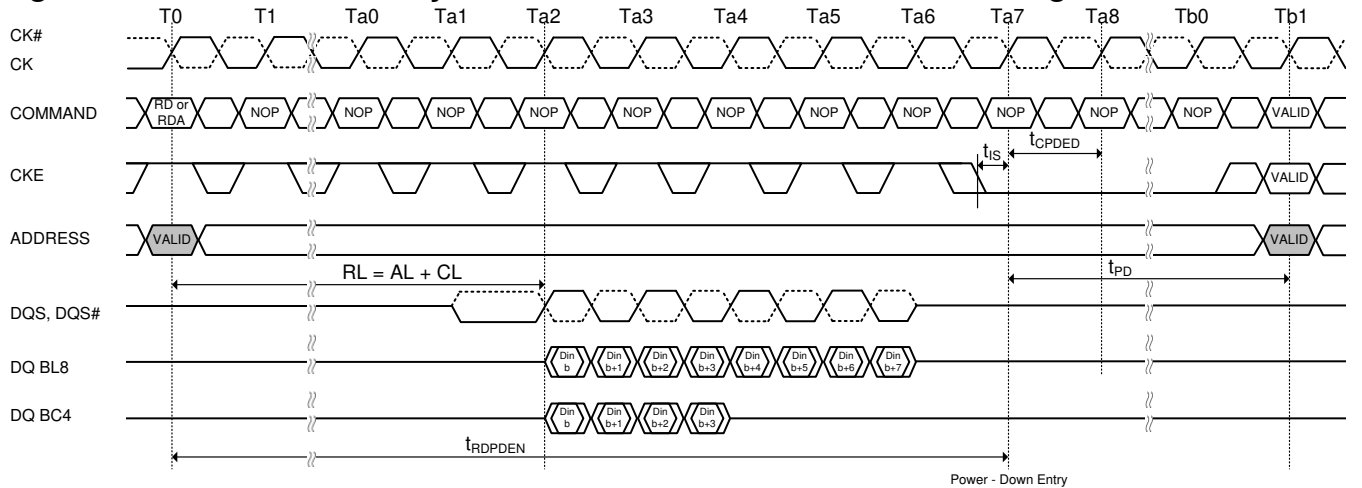 T0 T1 Ta0 Ta1 Ta2 Ta3 Ta4 Ta5 Ta6 Ta7 Ta8 Tb0 Tb1
CK#
CK
COMMAND RD or RDA NOP NOP NOP NOP NOP NOP NOP NOP NOP NOP NOP VALID
tIS tCPDED
CKE VALID
ADDRESS VALID VALID
RL = AL + CL tPD
DQS, DQS#
DQ BL8 Din b Din b+1 Din b+2 Din b+3 Din b+4 Din b+5 Din b+6 Din b+7
DQ BC4 Din b Din b+1 Din b+2 Din b+3
tRDPDEN
Power - Down Entry